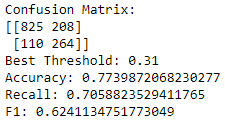 Confusion Matrix:
[[825 208]
 [110 264]]
Best Threshold: 0.31
Accuracy: 0.7739872068230277
Recall: 0.7058823529411765
F1: 0.6241134751773049